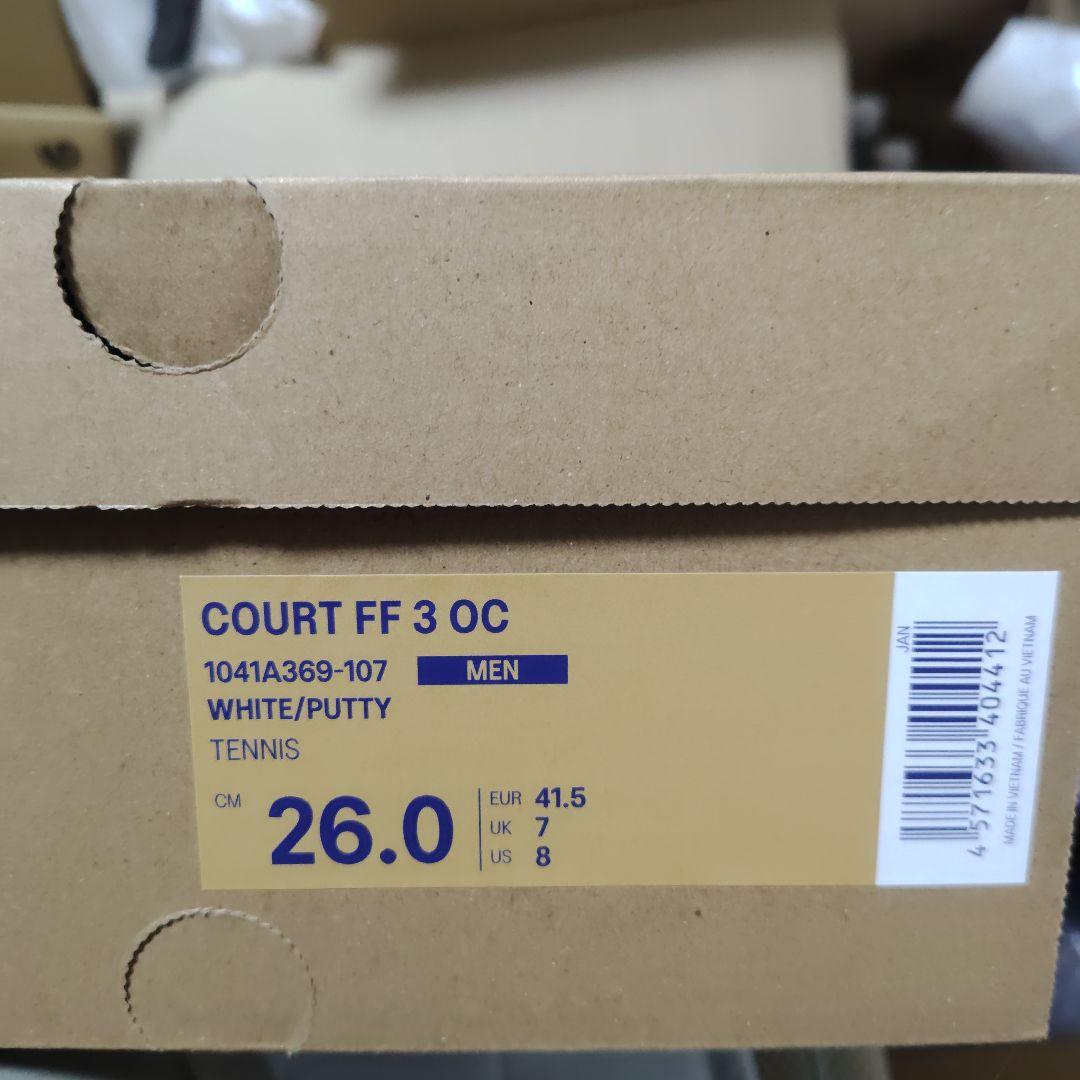 COURT FF 3 OC
1041A369-107 MEN
WHITE/PUTTY
TENNIS
CM 26.0
EUR 41.5
UK 7
US 8
JAN
4 571633 404412
MADE IN VIETNAM / FABRIQUE AU VIETNAM